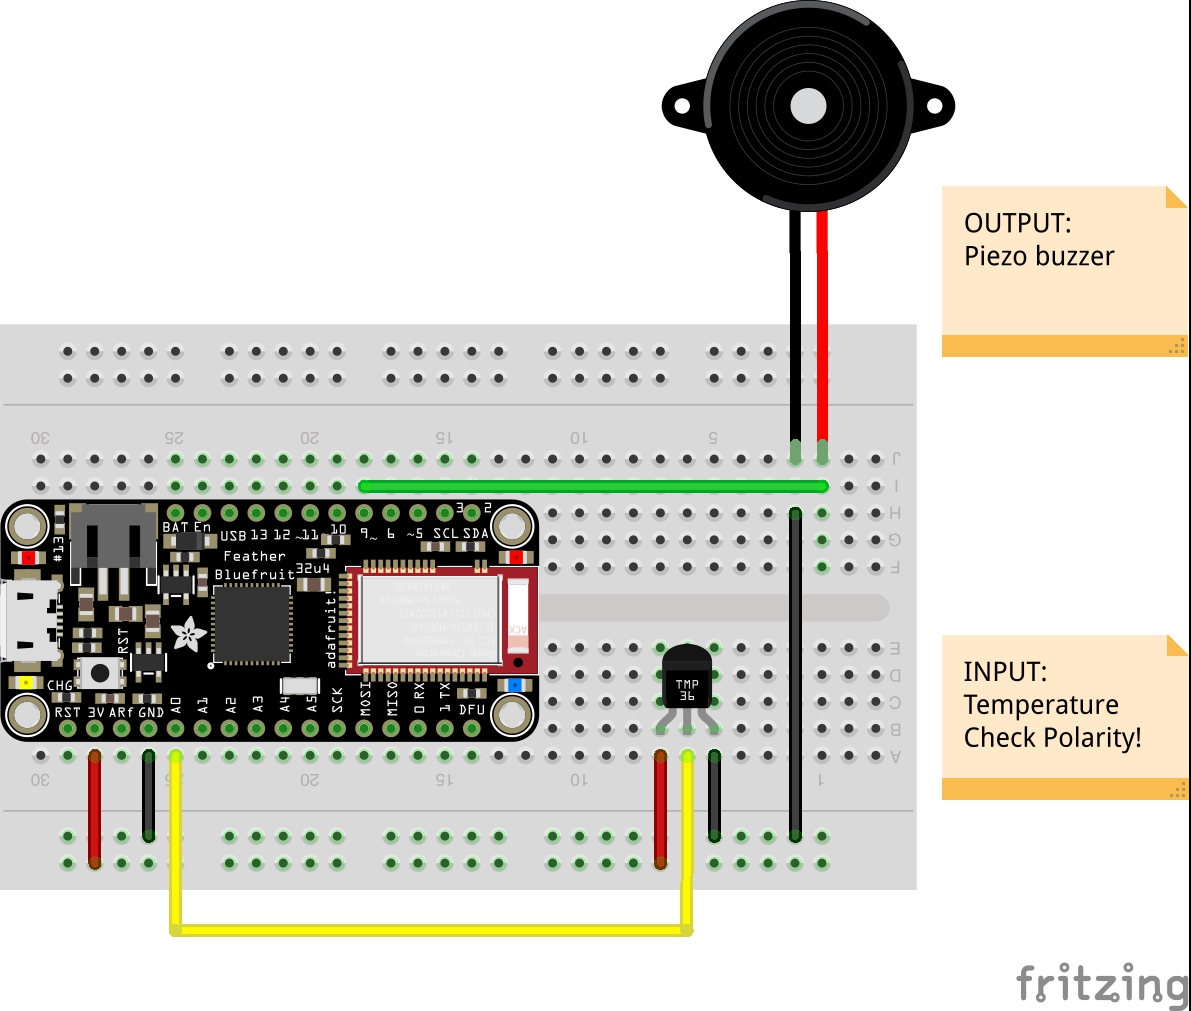 OUTPUT:
Piezo buzzer
30
25
20
15
10
5
J
I
H
G
F
BAT En
USB 13 12 ~11~ 10 9~ 6 ~5 SCL SDA
3 2
#13
Feather
Bluefruit
32u4
adafruit!
RST
CHG
RST 3V ARf GND A0 A1 A2 A3 A4 A5 SCK MOSI MISO 0 RX 1 TX DFU
TMP
36
E
D
C
B
A
INPUT:
Temperature
Check Polarity!
30
25
20
15
10
1
fritzing